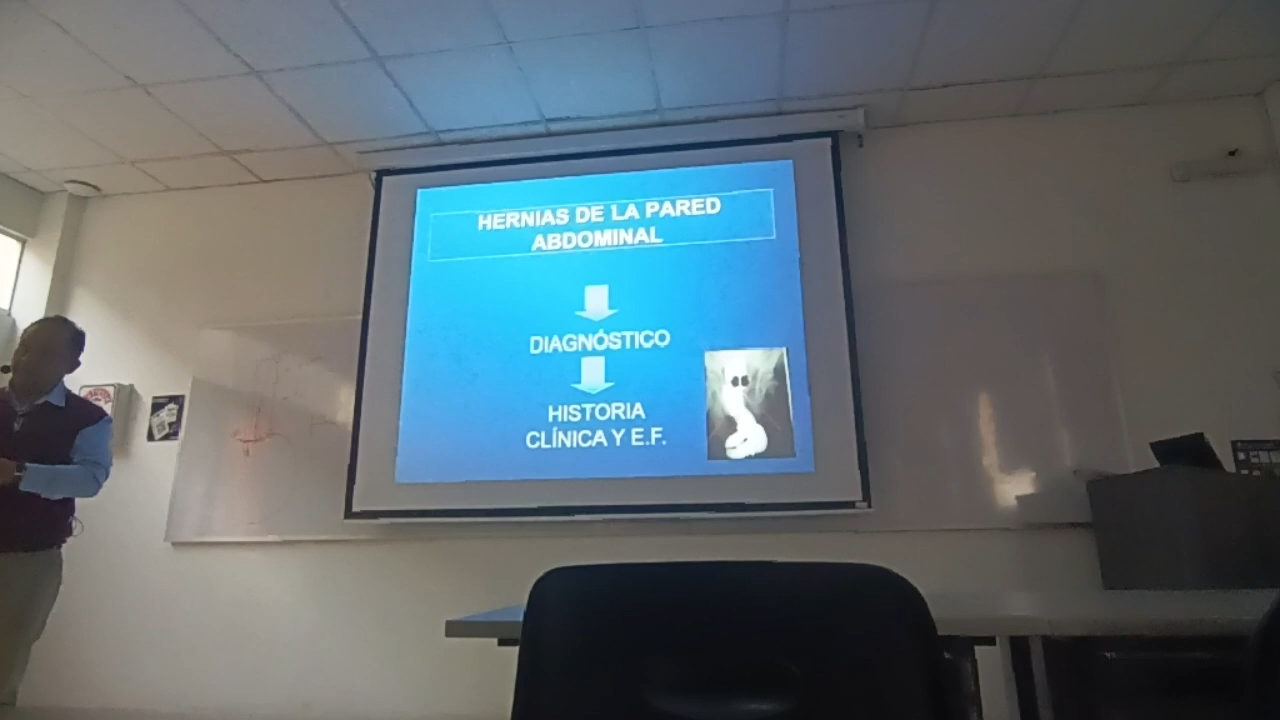 HERNIAS DE LA PARED
ABDOMINAL
DIAGNÓSTICO
HISTORIA
CLÍNICA Y E.F.